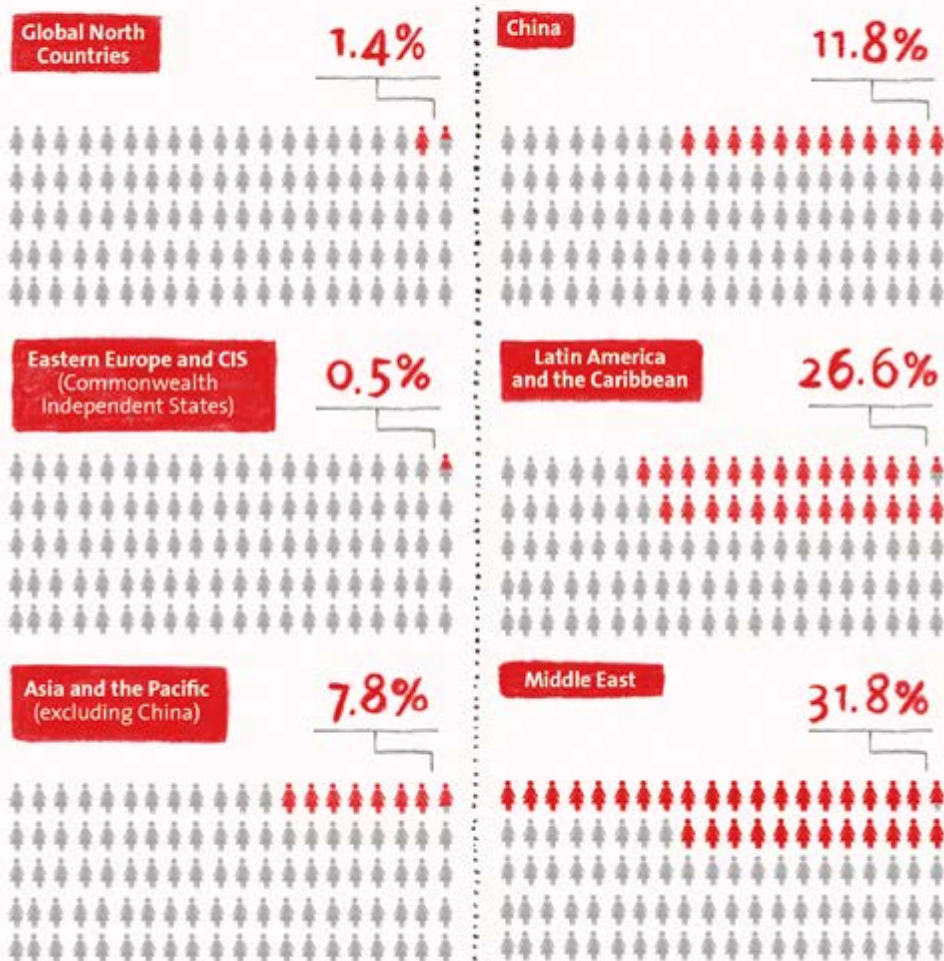 Global North
Countries
1.4%
China
11.8%
Eastern Europe and CIS
(Commonwealth
Independent States)
0.5%
Latin America
and the Caribbean
26.6%
Asia and the Pacific
(excluding China)
7.8%
Middle East
31.8%